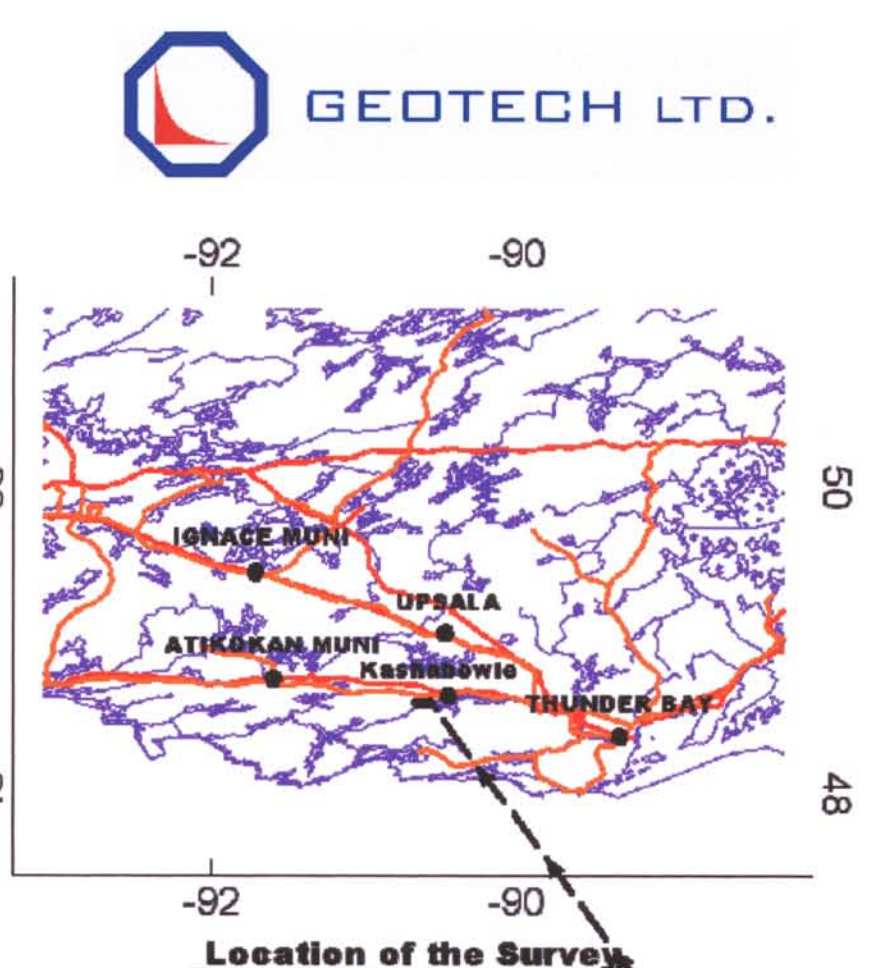 GEOTECH LTD.
-92 -90
50
IGNACE MUNI
UPSALA
ATIKOKAN MUNI
Kashabowie
THUNDER BAY
48
-92 -90
Location of the Survey